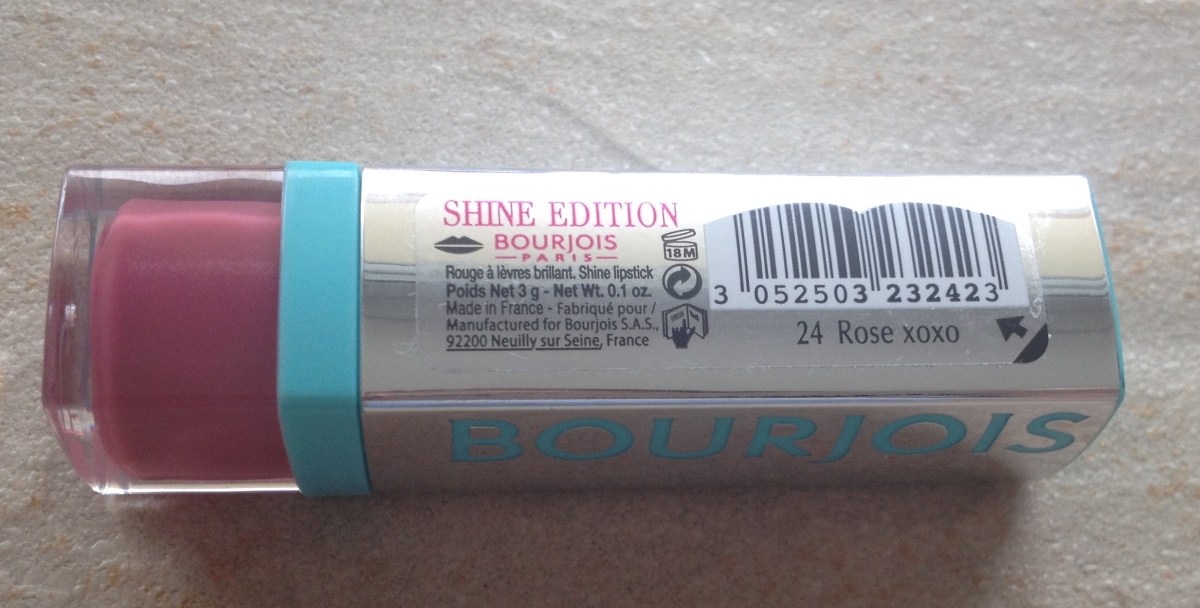 SHINE EDITION
BOURJOIS
PARIS
Rouge à lèvres brillant. Shine lipstick
Poids Net 3 g - Net Wt. 0.1 oz.
Made in France - Fabriqué pour /
Manufactured for Bourjois S.A.S.,
92200 Neuilly sur Seine, France
18M
3 052503 232423
24 Rose xoxo
BOURJOIS